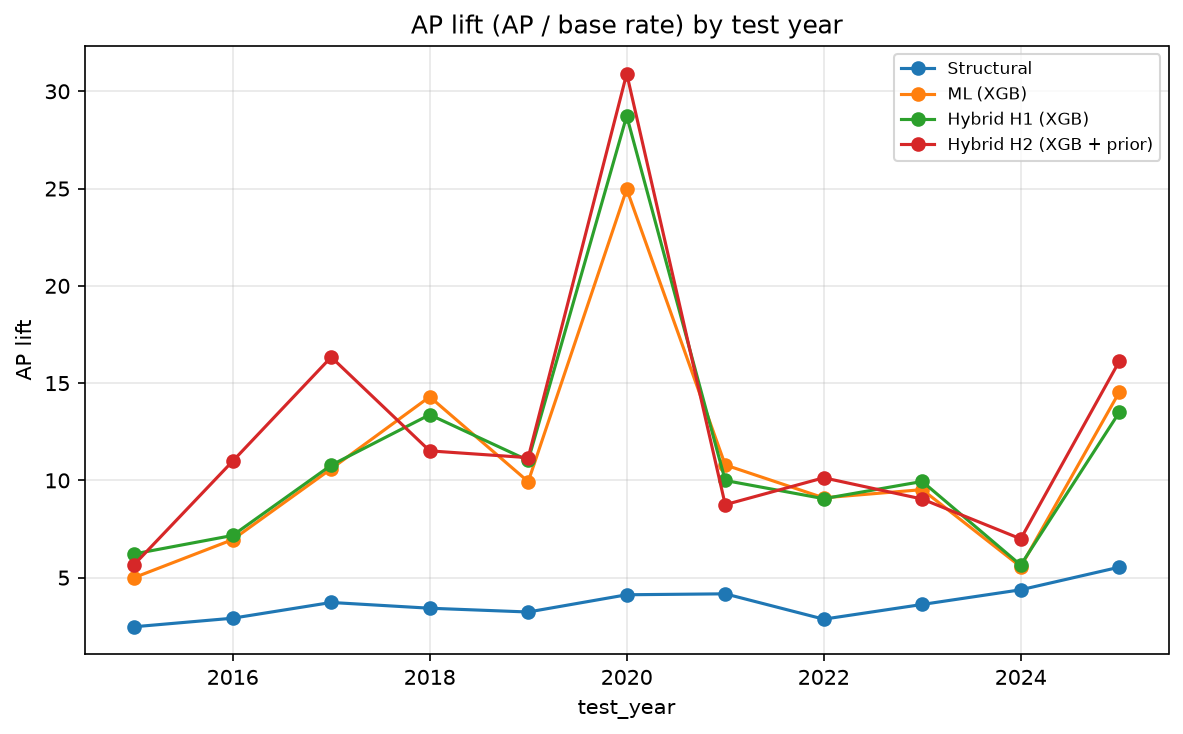 AP lift (AP / base rate) by test year
Structural
ML (XGB)
Hybrid H1 (XGB)
Hybrid H2 (XGB + prior)
30
25
20
15
10
5
AP lift
2016
2018
2020
2022
2024
test_year